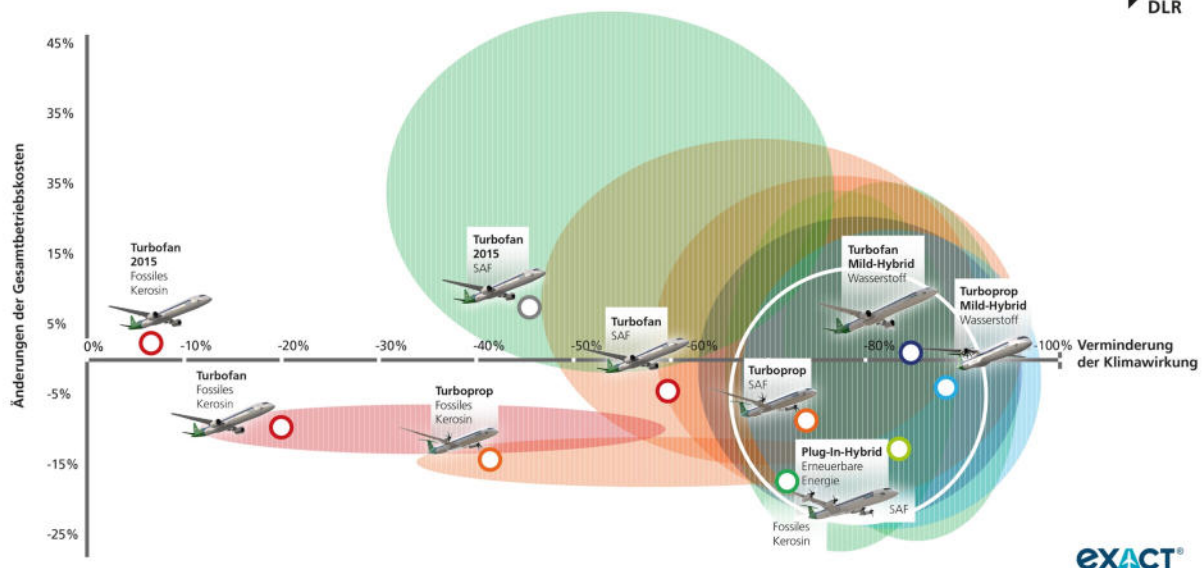 DLR
Änderungen der Gesamtbetriebskosten
45%
35%
35%
15%
5%
-5%
-15%
-25%
0%
-10%
-20%
-30%
-40%
-50%
-60%
-80%
-100%
Verminderung
der Klimawirkung
Turbofan
2015
Fossiles
Kerosin
Turbofan
2015
SAF
Turbofan
SAF
Turbofan
Mild-Hybrid
Wasserstoff
Turboprop
Mild-Hybrid
Wasserstoff
Turbofan
Fossiles
Kerosin
Turboprop
Fossiles
Kerosin
Turboprop
SAF
Plug-In-Hybrid
Erneuerbare
Energie
Fossiles
Kerosin
SAF
EXACT®